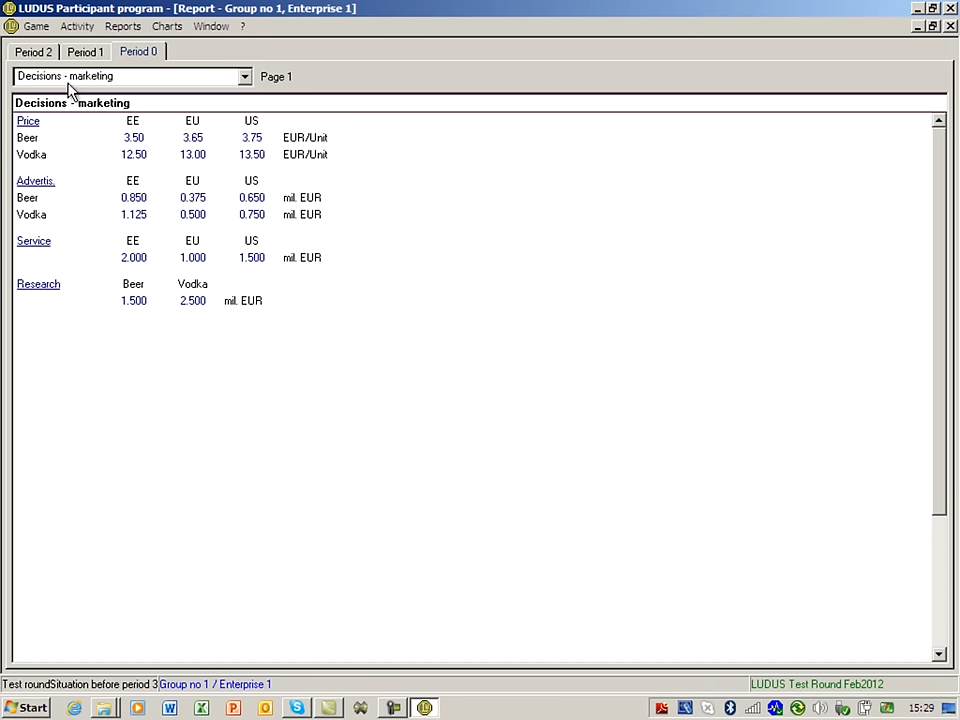 LUDUS Participant program - [Report - Group no 1, Enterprise 1]
Game Activity Reports Charts Window ?
Period 2 Period 1 Period 0
Decisions - marketing Page 1
Decisions - marketing
Price EE EU US
Beer 3.50 3.65 3.75 EUR/Unit
Vodka 12.50 13.00 13.50 EUR/Unit
Advertis. EE EU US
Beer 0.850 0.375 0.650 mil. EUR
Vodka 1.125 0.500 0.750 mil. EUR
Service EE EU US
2.000 1.000 1.500 mil. EUR
Research Beer Vodka
1.500 2.500 mil. EUR
Test roundSituation before period 3 Group no 1 / Enterprise 1 LUDUS Test Round Feb2012
Start 15:29